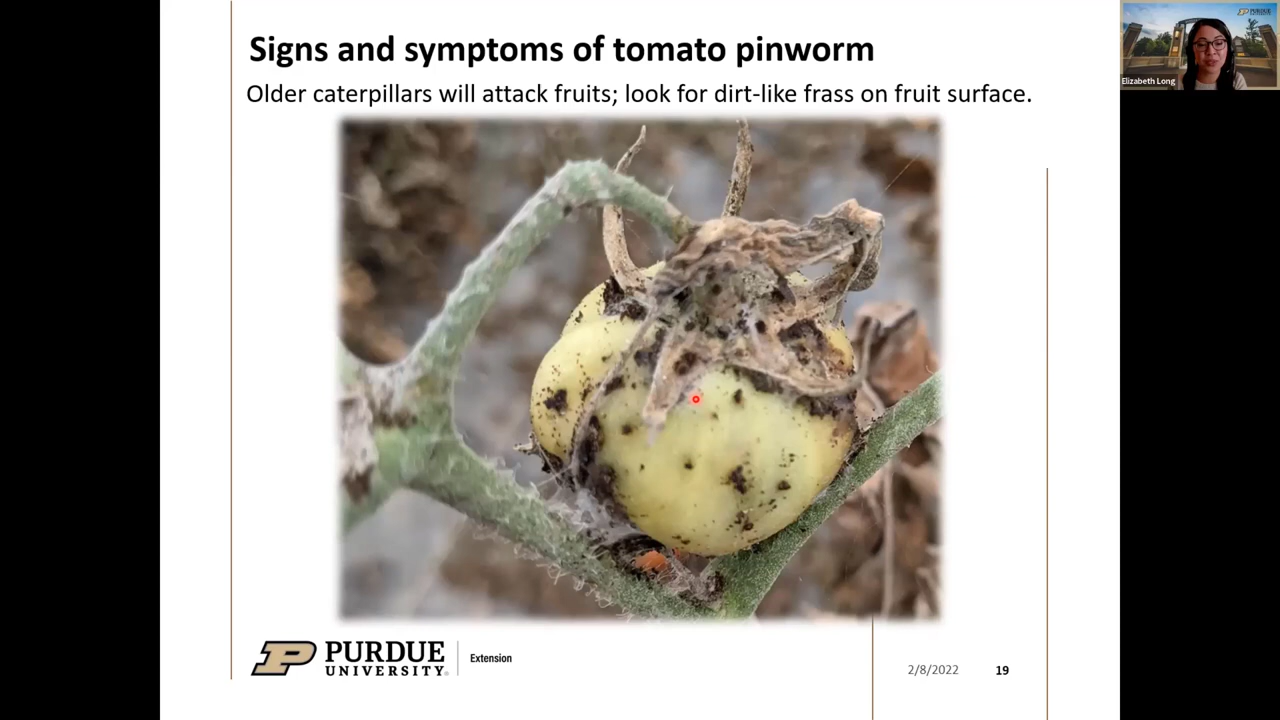 Signs and symptoms of tomato pinworm
Older caterpillars will attack fruits; look for dirt-like frass on fruit surface.
PURDUE
UNIVERSITY®
Extension
2/8/2022
19
PURDUE
Elizabeth Long